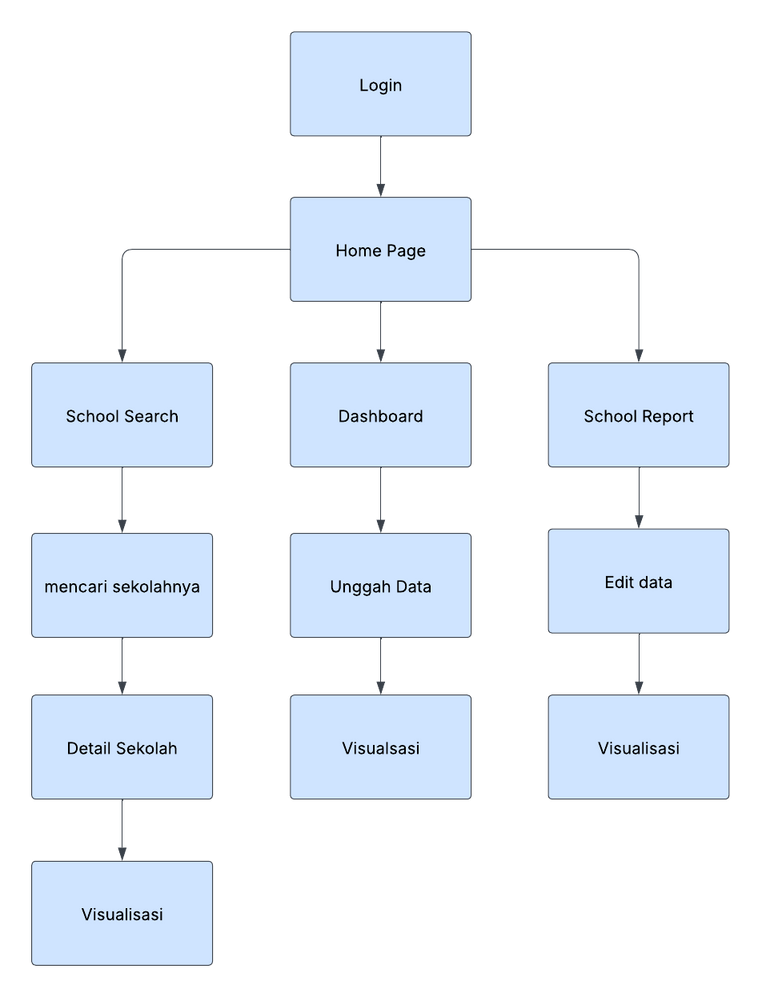 Login
Home Page
School Search
Dashboard
School Report
mencari sekolahnya
Unggah Data
Edit data
Detail Sekolah
Visualsasi
Visualisasi
Visualisasi